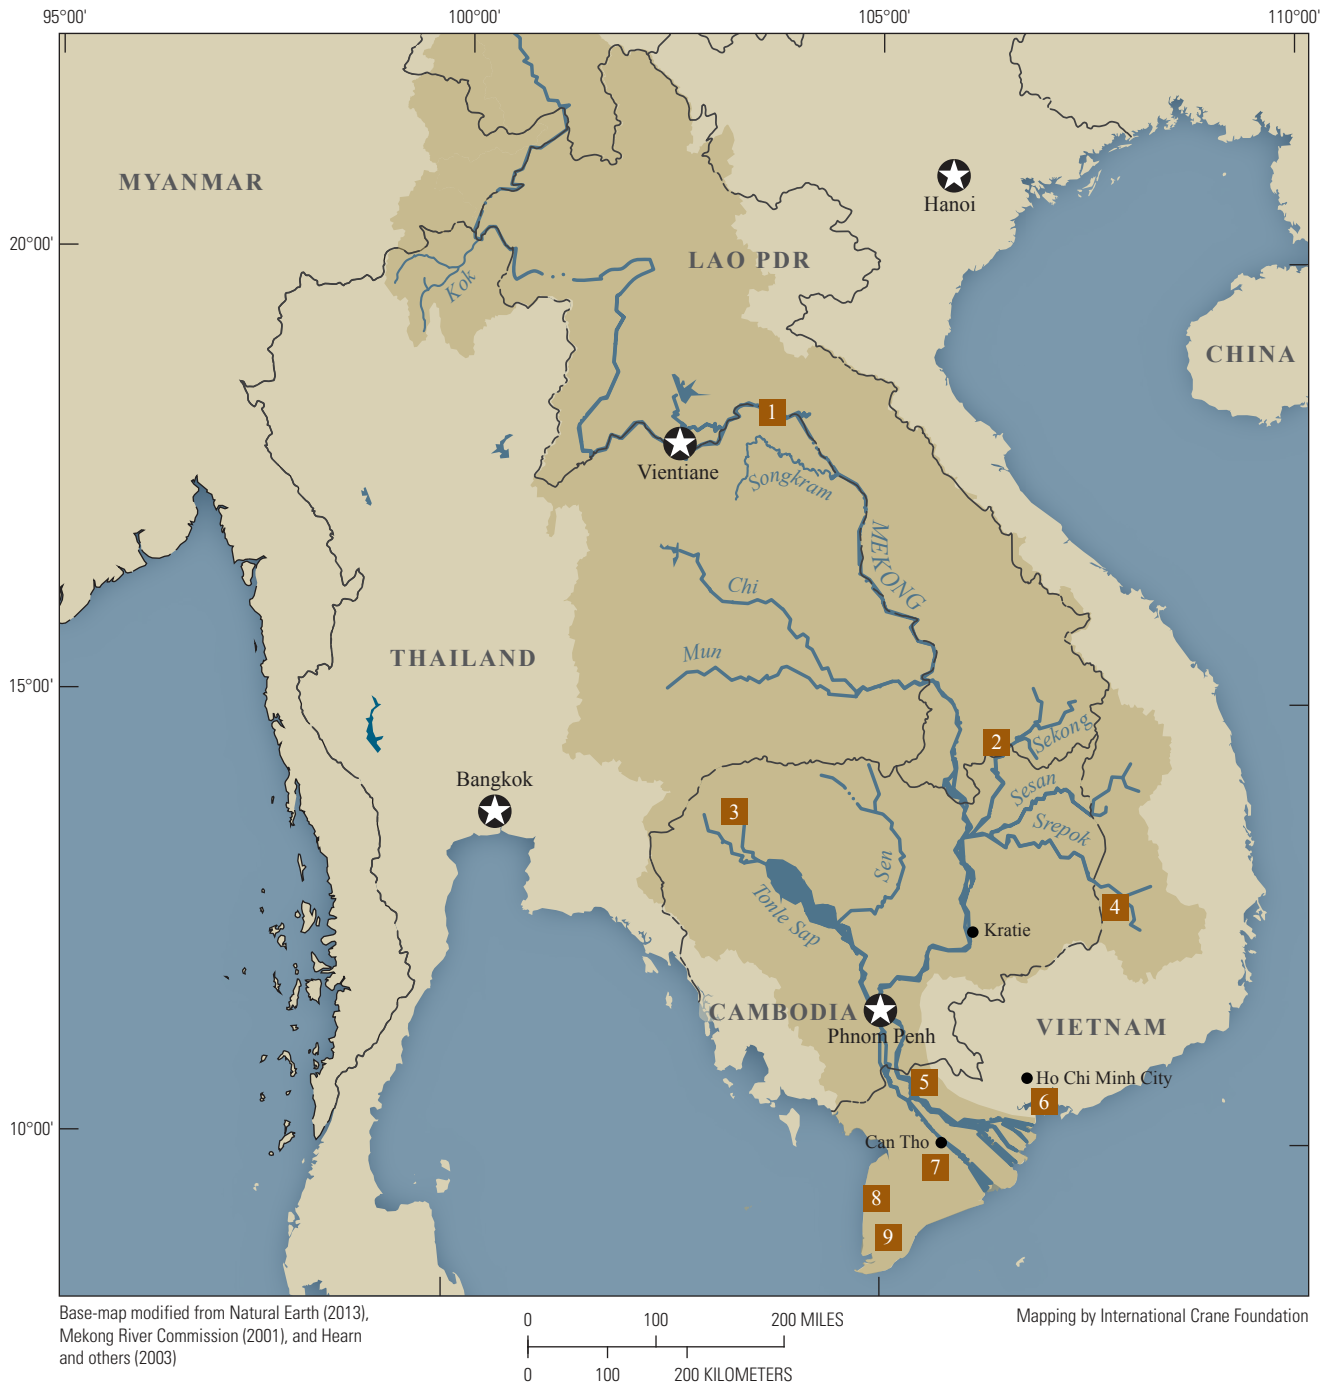 95°00'
100°00'
105°00'
110°00'
MYANMAR
Hanoi
20°00'
LAO PDR
Kok
CHINA
1
Vientiane
Songkram
MEKONG
Chi
THAILAND
Mun
15°00'
2
Sekong
Bangkok
Sesan
3
Srepok
Sen
Tonle Sap
4
Kratie
CAMBODIA
Phnom Penh
VIETNAM
5
Ho Chi Minh City
6
10°00'
Can Tho
7
8
9
Base-map modified from Natural Earth (2013),
Mekong River Commission (2001), and Hearn
and others (2003)
0 100 200 MILES
0 100 200 KILOMETERS
Mapping by International Crane Foundation